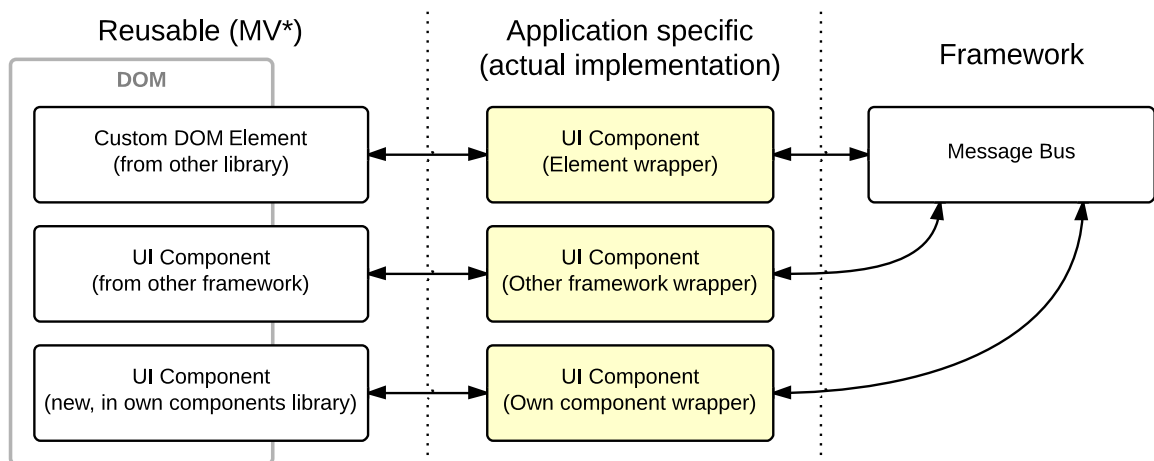 Reusable (MV*)
Application specific
(actual implementation)
Framework
DOM
Custom DOM Element
(from other library)
UI Component
(Element wrapper)
Message Bus
UI Component
(from other framework)
UI Component
(Other framework wrapper)
UI Component
(new, in own components library)
UI Component
(Own component wrapper)